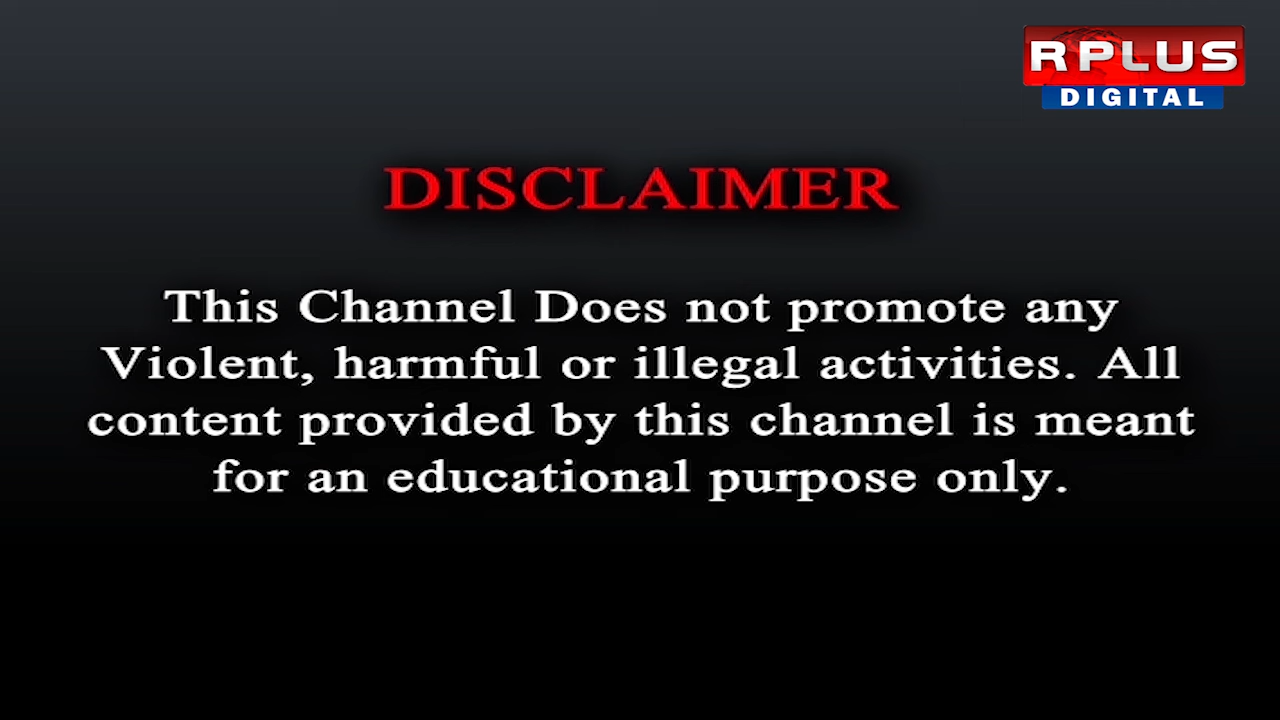 RPLUS
DIGITAL
DISCLAIMER
This Channel Does not promote any
Violent, harmful or illegal activities. All
content provided by this channel is meant
for an educational purpose only.